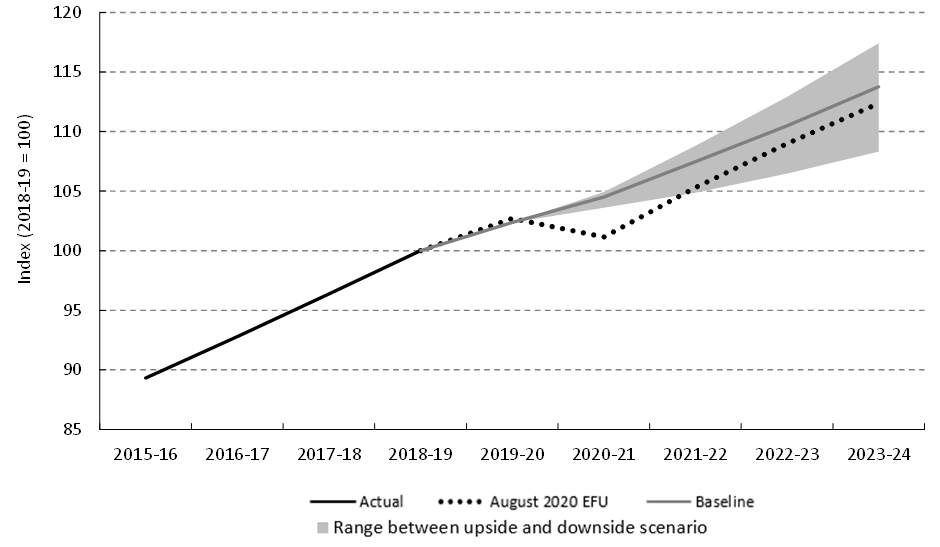 120
115
110
105
100
95
90
85
Index (2018-19 = 100)
2015-16 2016-17 2017-18 2018-19 2019-20 2020-21 2021-22 2022-23 2023-24
Actual August 2020 EFU Baseline
Range between upside and downside scenario